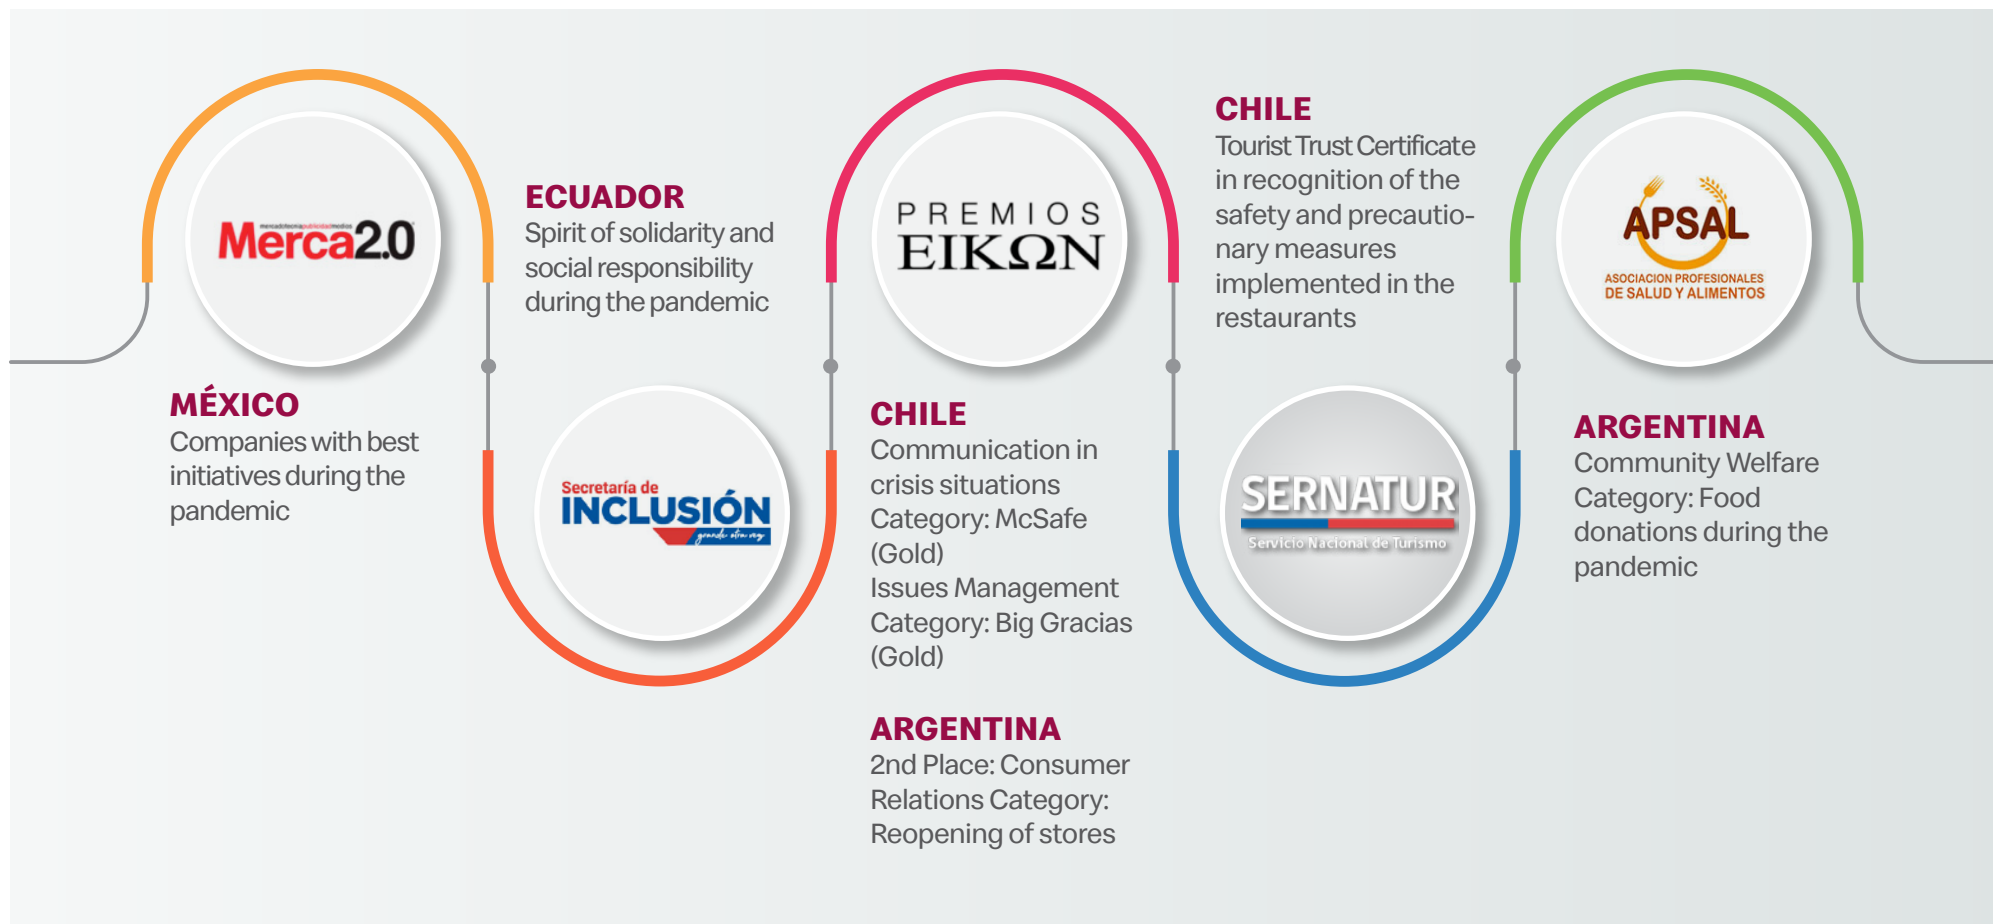 mercadotecniapublicidadmedios
Merca2.0
MÉXICO
Companies with best
initiatives during the
pandemic
ECUADOR
Spirit of solidarity and
social responsibility
during the pandemic
Secretaría de
INCLUSIÓN
grande otra vez
PREMIOS
EIKΩN
CHILE
Communication in
crisis situations
Category: McSafe
(Gold)
Issues Management
Category: Big Gracias
(Gold)
ARGENTINA
2nd Place: Consumer
Relations Category:
Reopening of stores
CHILE
Tourist Trust Certificate
in recognition of the
safety and precautio-
nary measures
implemented in the
restaurants
SERNATUR
Servicio Nacional de Turismo
APSAL
ASOCIACION PROFESIONALES
DE SALUD Y ALIMENTOS
ARGENTINA
Community Welfare
Category: Food
donations during the
pandemic